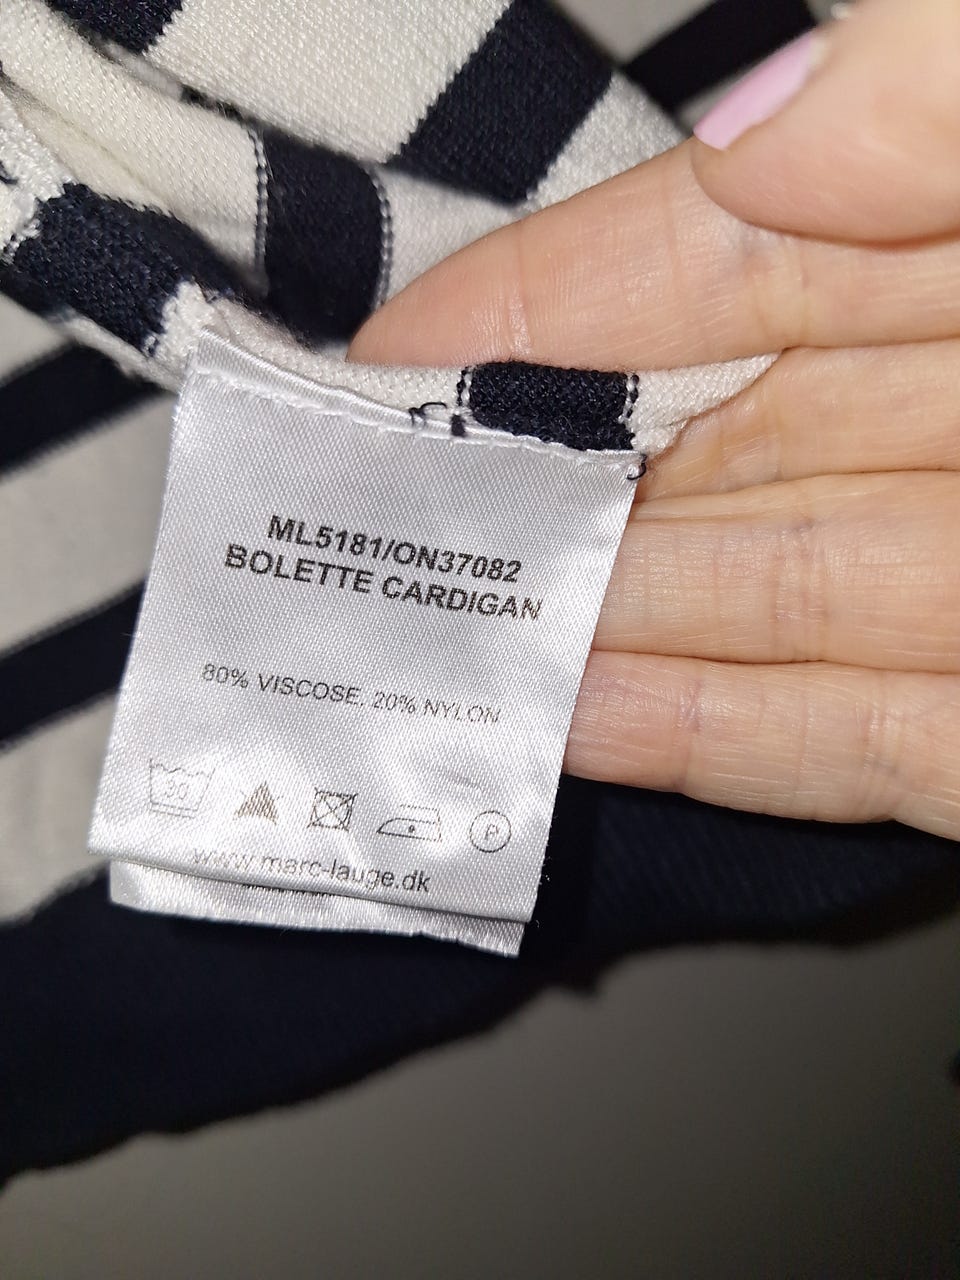 ML5181/ON37082
BOLETTE CARDIGAN
80% VISCOSE, 20% NYLON
30
P
www.marc-lauge.dk